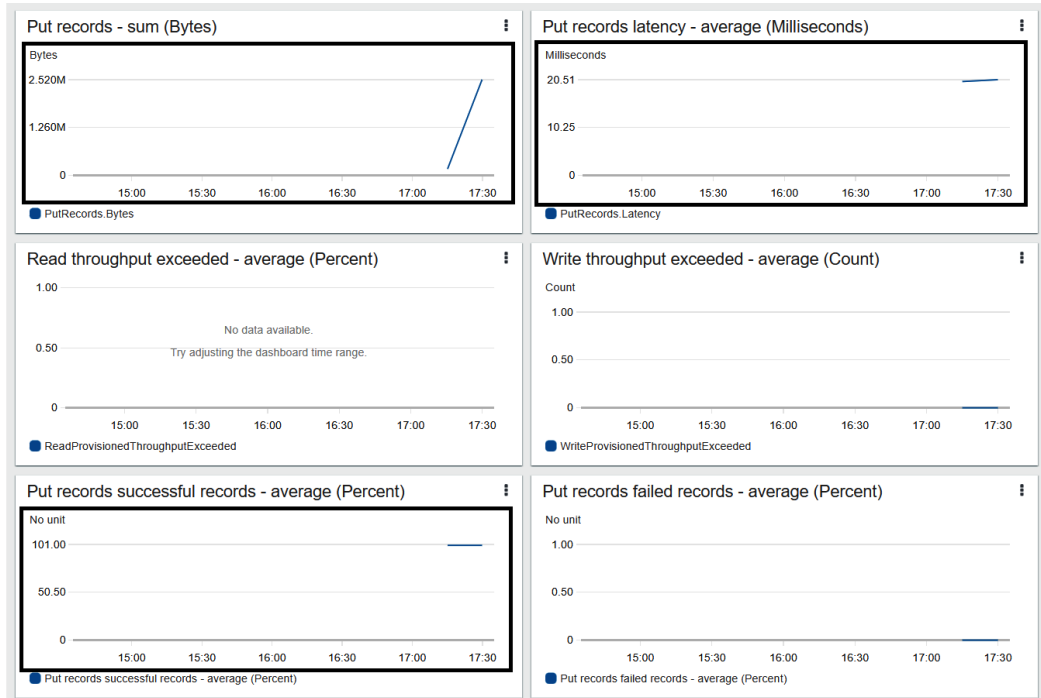 Put records - sum (Bytes)
Bytes
2.520M
1.260M
0
15:00 15:30 16:00 16:30 17:00 17:30
PutRecords.Bytes
Put records latency - average (Milliseconds)
Milliseconds
20.51
10.25
0
15:00 15:30 16:00 16:30 17:00 17:30
PutRecords.Latency
Read throughput exceeded - average (Percent)
1.00
No data available.
0.50
Try adjusting the dashboard time range.
0
15:00 15:30 16:00 16:30 17:00 17:30
ReadProvisionedThroughputExceeded
Write throughput exceeded - average (Count)
Count
1.00
0.50
0
15:00 15:30 16:00 16:30 17:00 17:30
WriteProvisionedThroughputExceeded
Put records successful records - average (Percent)
No unit
101.00
50.50
0
15:00 15:30 16:00 16:30 17:00 17:30
Put records successful records - average (Percent)
Put records failed records - average (Percent)
No unit
1.00
0.50
0
15:00 15:30 16:00 16:30 17:00 17:30
Put records failed records - average (Percent)